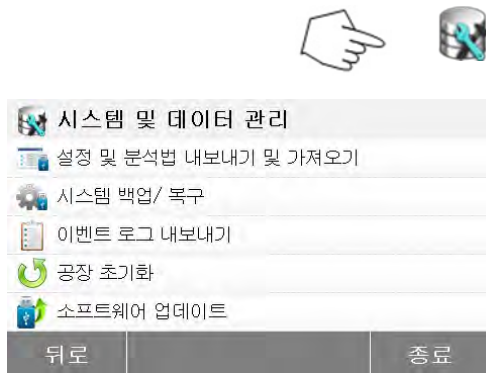 시스템 및 데이터 관리
설정 및 분석법 내보내기 및 가져오기
시스템 백업/ 복구
이벤트 로그 내보내기
공장 초기화
소프트웨어 업데이트
뒤로
종료